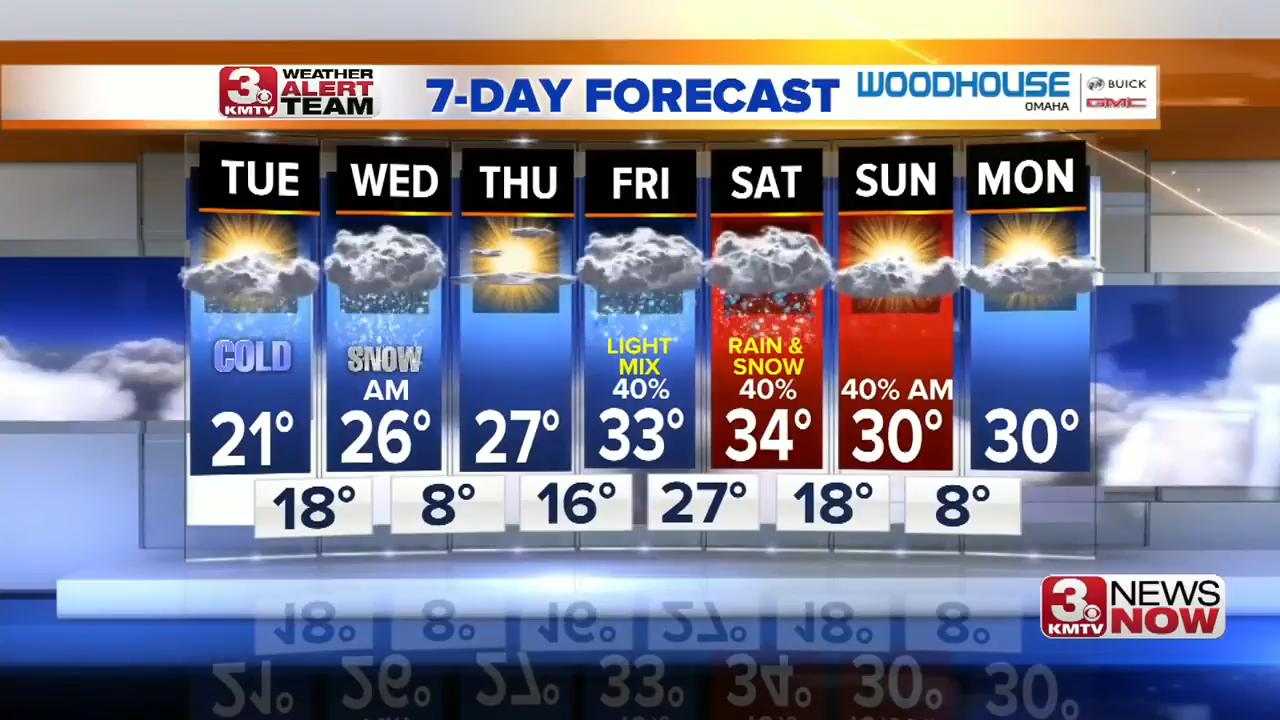 3
KMTV
WEATHER
ALERT
TEAM
7-DAY FORECAST
WOODHOUSE
OMAHA
BUICK
GMC
TUE WED THU FRI SAT SUN MON
COLD
SNOW
AM
LIGHT
MIX
40%
RAIN &
SNOW
40%
40% AM
21° 26° 27° 33° 34° 30° 30°
18° 8° 16° 27° 18° 8°
3
KMTV
NEWS
NOW